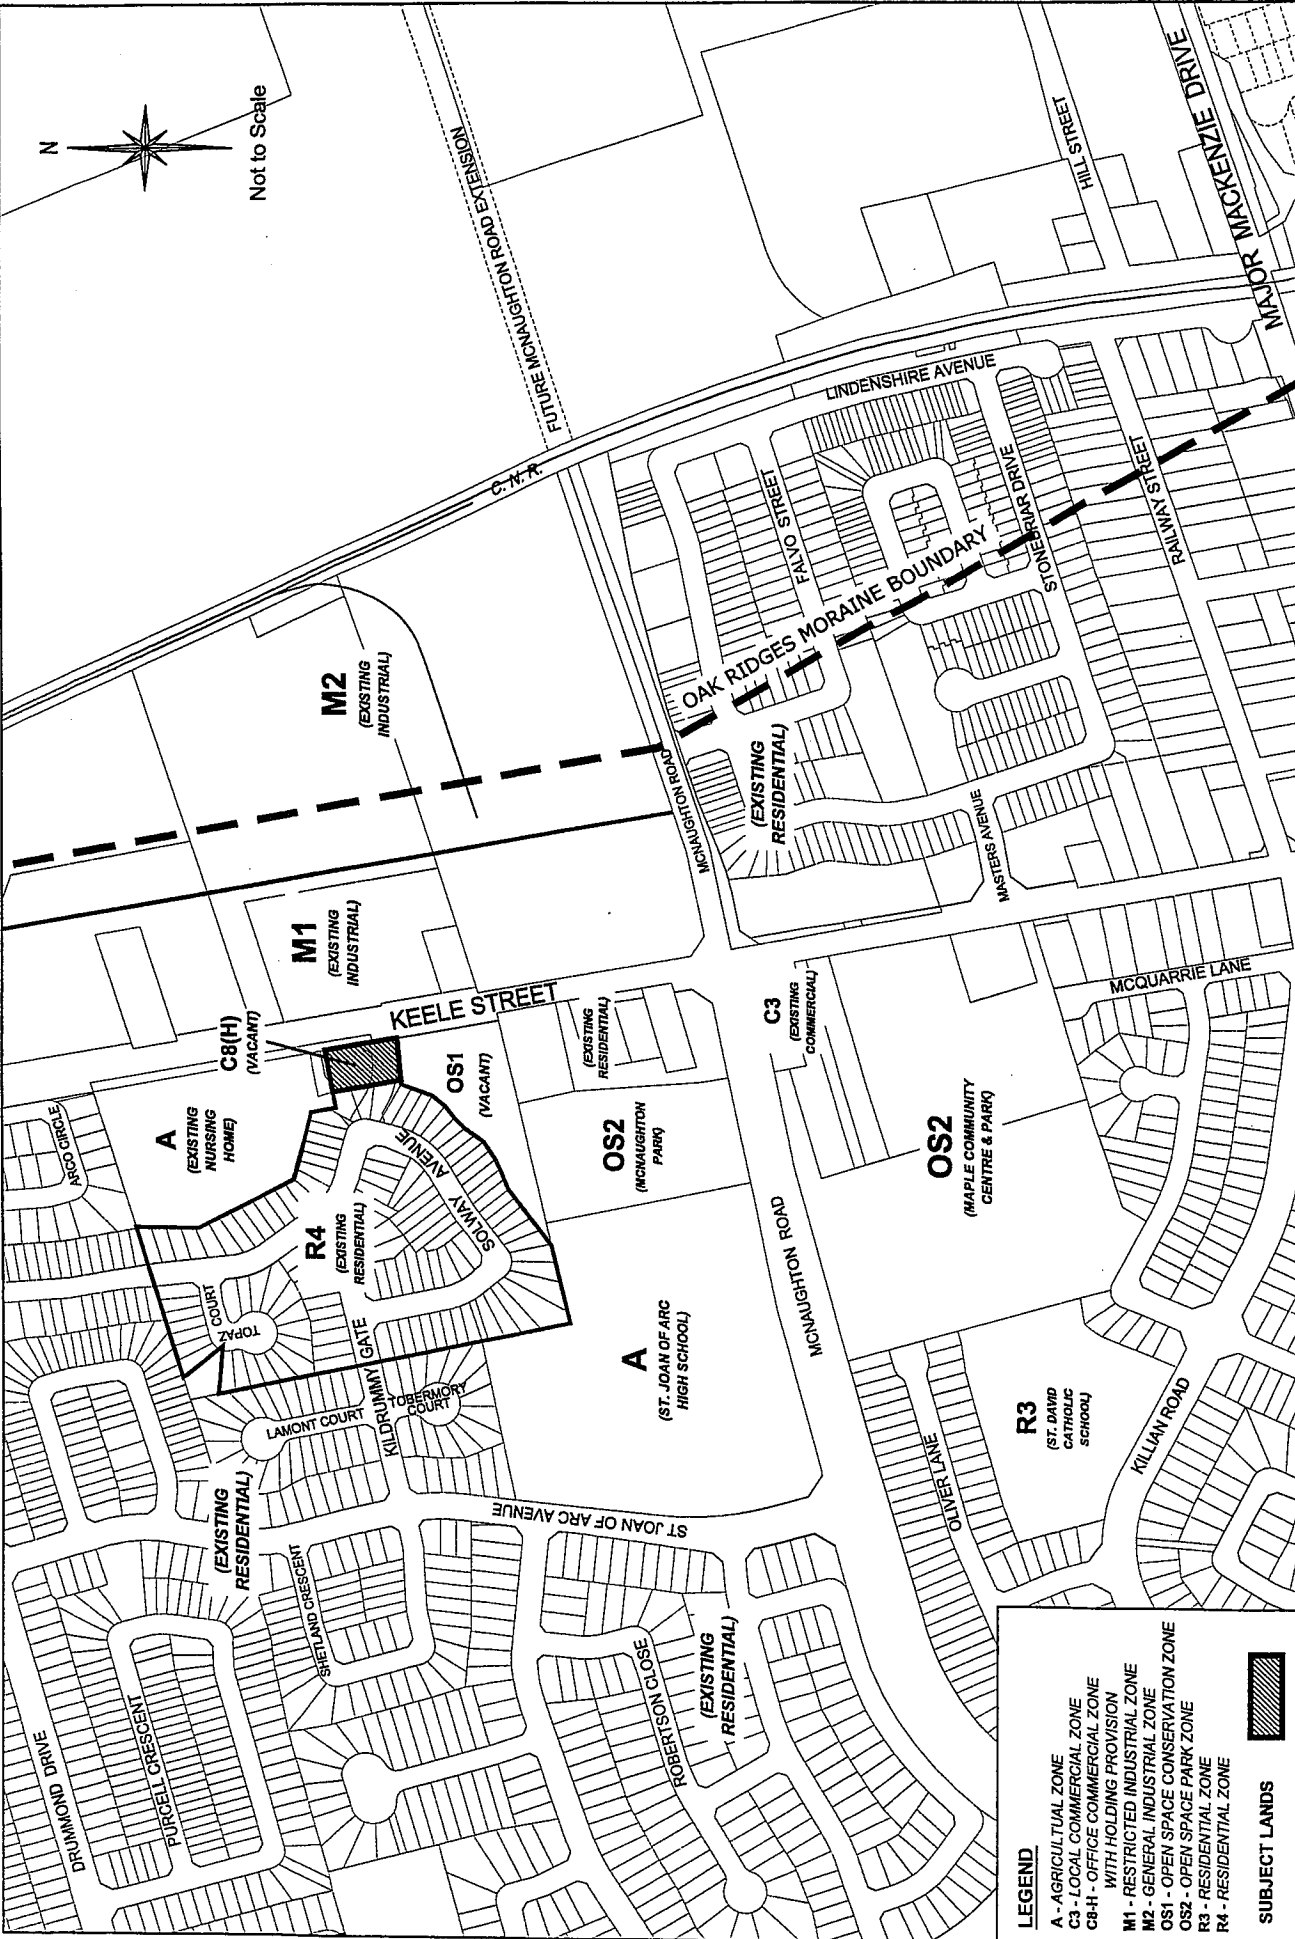 N
Not to Scale
FUTURE MCNAUGHTON ROAD EXTENSION
HILL STREET
MAJOR MACKENZIE DRIVE
C. N. R.
LINDENSHIRE AVENUE
FALVO STREET
STONEBRIAR DRIVE
RAILWAY STREET
OAK RIDGES MORAINE BOUNDARY
M2
(EXISTING
INDUSTRIAL)
MCNAUGHTON ROAD
(EXISTING
RESIDENTIAL)
MASTERS AVENUE
M1
(EXISTING
INDUSTRIAL)
KEELE STREET
C8(H)
(VACANT)
MCQUARRIE LANE
C3
(EXISTING
COMMERCIAL)
(EXISTING
RESIDENTIAL)
OS1
(VACANT)
A
(EXISTING
NURSING
HOME)
ARCO CIRCLE
OS2
(MCNAUGHTON
PARK)
OS2
(MAPLE COMMUNITY
CENTRE & PARK)
SOLWAY
AVENUE
R4
(EXISTING
RESIDENTIAL)
TOPAZ
COURT
MCNAUGHTON ROAD
A
(ST. JOAN OF ARC
HIGH SCHOOL)
KILDRUMMY GATE
LAMONT COURT
TOBERMORY
COURT
R3
(ST. DAVID
CATHOLIC
SCHOOL)
KILLIAN ROAD
OLIVER LANE
(EXISTING
RESIDENTIAL)
ST JOAN OF ARC AVENUE
SHETLAND CRESCENT
DRUMMOND DRIVE
PURCELL CRESCENT
ROBERTSON CLOSE
(EXISTING
RESIDENTIAL)
LEGEND
A - AGRICULTUAL ZONE
C3 - LOCAL COMMERCIAL ZONE
C8-H - OFFICE COMMERCIAL ZONE
WITH HOLDING PROVISION
M1 - RESTRICTED INDUSTRIAL ZONE
M2 - GENERAL INDUSTRIAL ZONE
OS1 - OPEN SPACE CONSERVATION ZONE
OS2 - OPEN SPACE PARK ZONE
R3 - RESIDENTIAL ZONE
R4 - RESIDENTIAL ZONE
SUBJECT LANDS